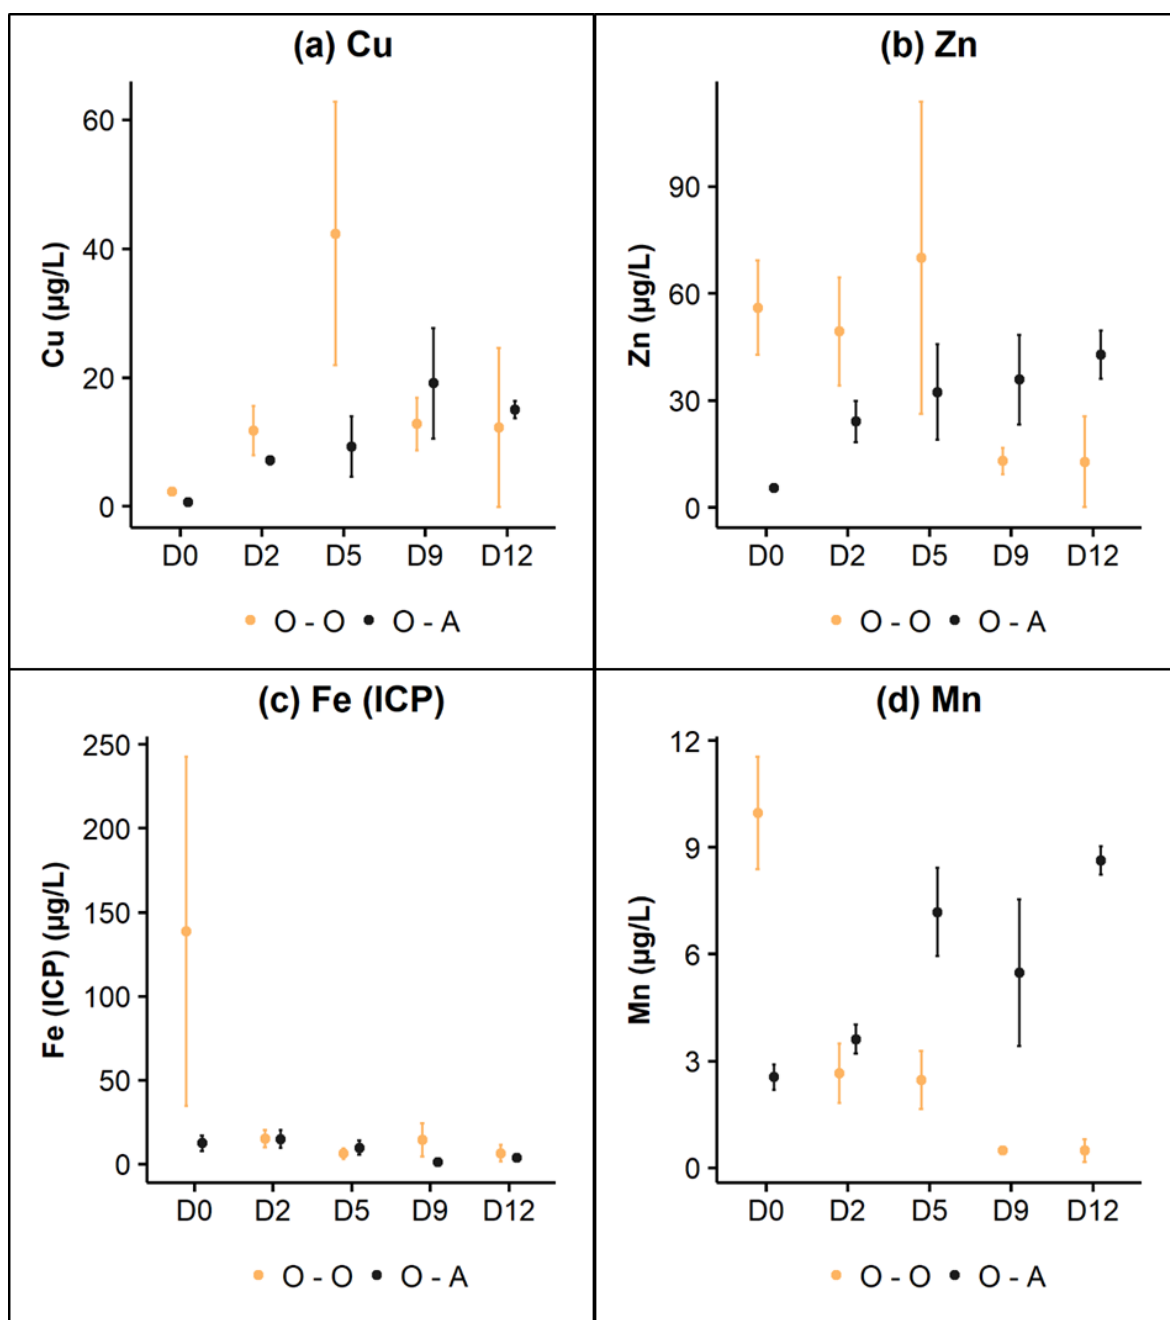 (a) Cu
Cu (µg/L)
60
40
20
0
D0 D2 D5 D9 D12
O - O O - A
(b) Zn
Zn (µg/L)
90
60
30
0
D0 D2 D5 D9 D12
O - O O - A
(c) Fe (ICP)
Fe (ICP) (µg/L)
250
200
150
100
50
0
D0 D2 D5 D9 D12
O - O O - A
(d) Mn
Mn (µg/L)
12
9
6
3
0
D0 D2 D5 D9 D12
O - O O - A